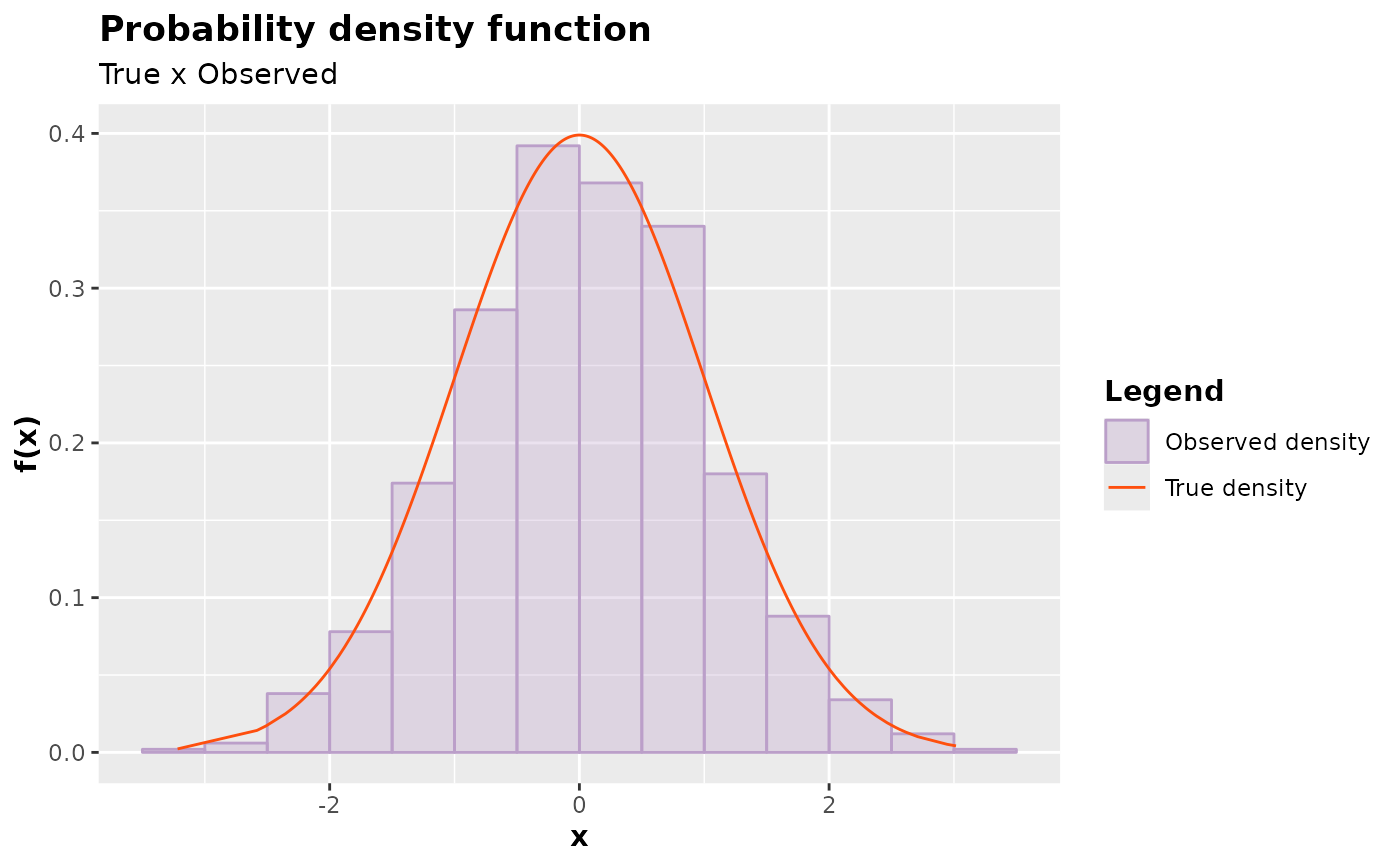 Probability density function
True x Observed
0.4
0.3
0.2
0.1
0.0
f(x)
-2
0
2
x
Legend
Observed density
True density